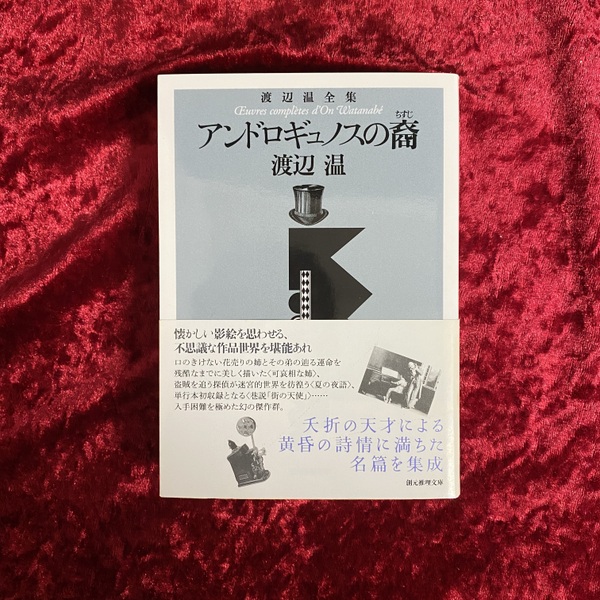 渡辺温全集
Œuvres complètes d'On Watanabé
ちすじ
アンドロギュノスの裔
渡辺 温
懐かしい影絵を思わせる、
不思議な作品世界を堪能あれ
口のきけない花売りの姉とその弟の辿る運命を
残酷なまでに美しく描いた〈可哀相な姉〉、
盗賊を追う探偵が迷宮的世界を彷徨う〈夏の夜語〉、
単行本初収録となる〈巷説「街の天使」〉……
入手困難を極めた幻の傑作群。
夭折の天才による
黄昏の詩情に満ちた
名篇を集成
創元推理文庫